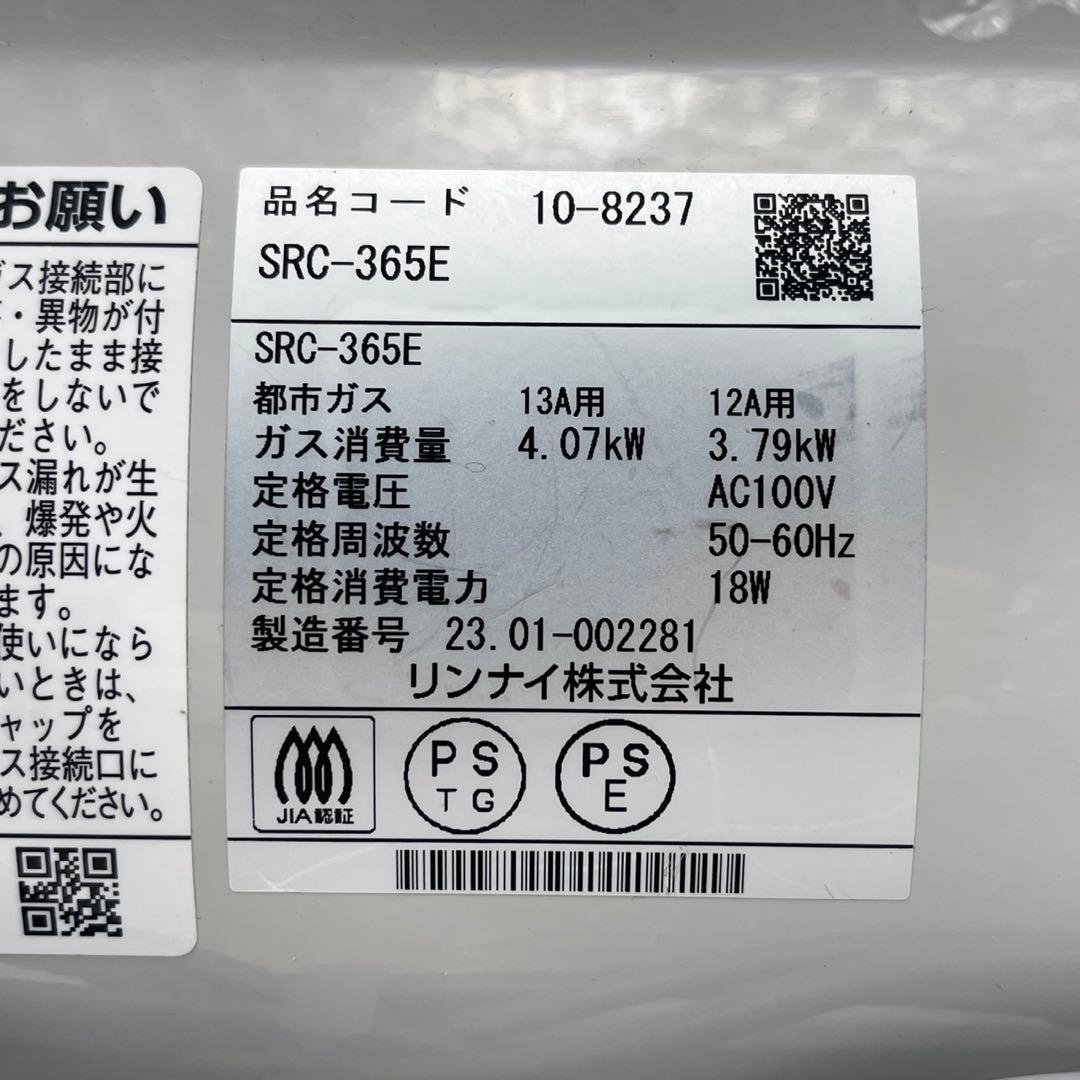 お願い
ガス接続部に
・異物が付
したまま接
をしないで
ださい。
ス漏れが生
、爆発や火
の原因にな
ます。
使いになら
いときは、
ャップを
ス接続口に
めてください。
品名コード 10-8237
SRC-365E
SRC-365E
都市ガス 13A用 12A用
ガス消費量 4.07kW 3.79kW
定格電圧 AC100V
定格周波数 50-60Hz
定格消費電力 18W
製造番号 23.01-002281
リンナイ株式会社
JIA認証
PS
TG
PS
E